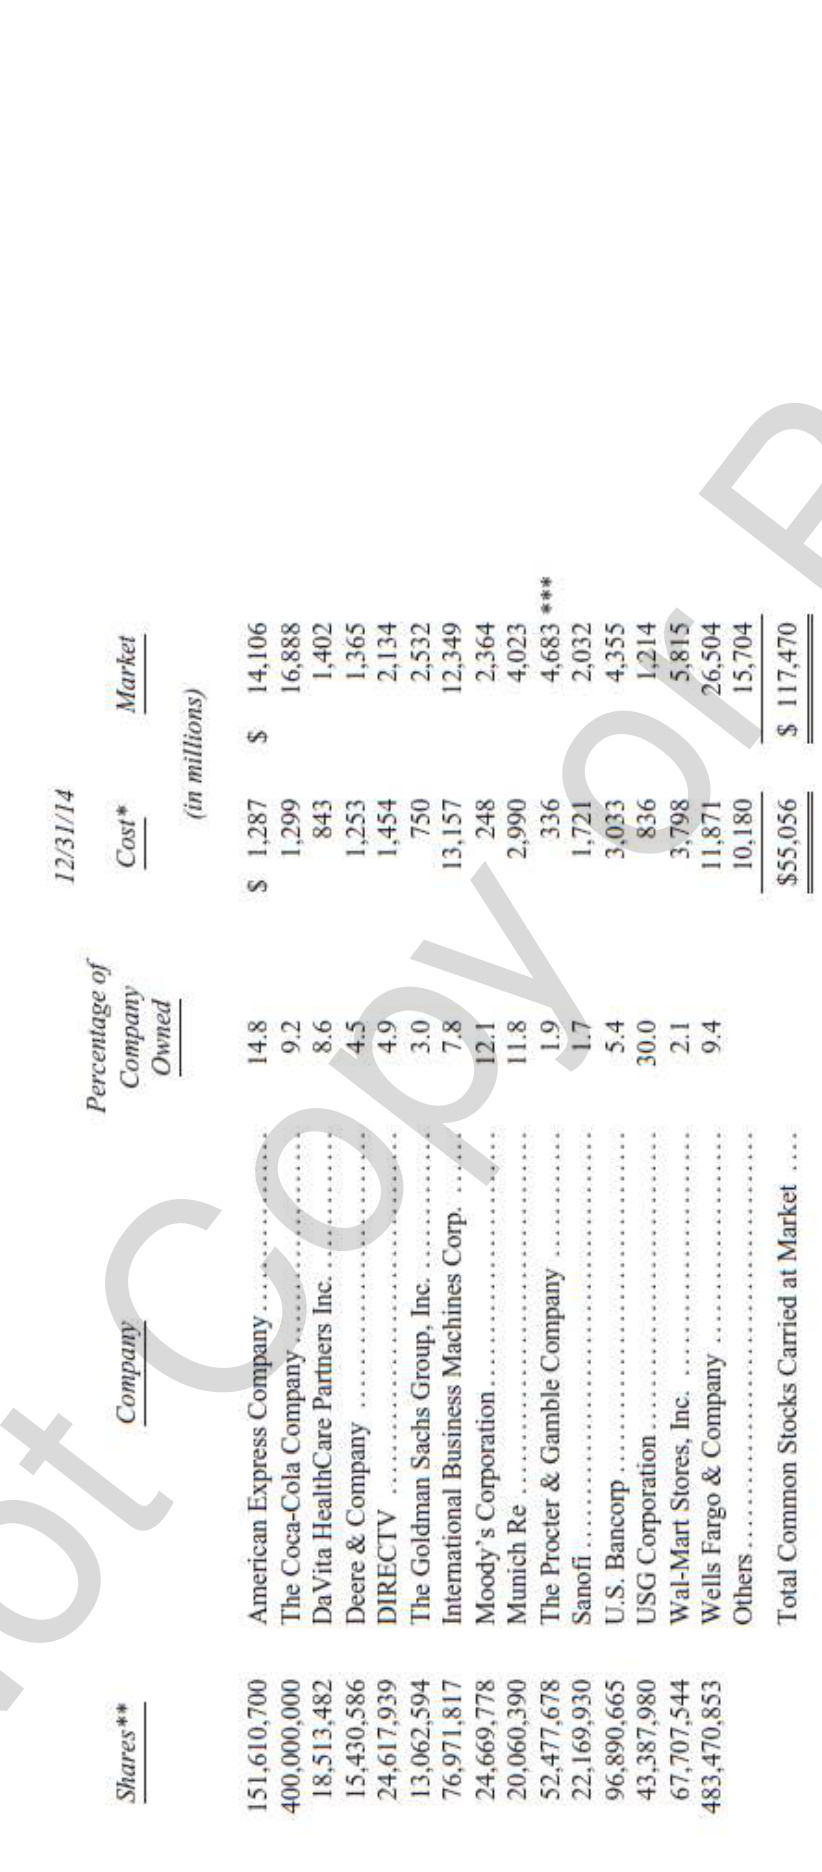 12/31/14
Percentage of
Company
Owned
Shares** Company Cost* Market
(in millions)
151,610,700 American Express Company 14.8 $ 1,287 $ 14,106
400,000,000 The Coca-Cola Company 9.2 1,299 16,888
18,513,482 DaVita HealthCare Partners Inc. 8.6 843 1,402
15,430,586 Deere & Company 4.5 1,253 1,365
24,617,939 DIRECTV 4.9 1,454 2,134
13,062,594 The Goldman Sachs Group, Inc. 3.0 750 2,532
76,971,817 International Business Machines Corp. 7.8 13,157 12,349
24,669,778 Moody's Corporation 12.1 248 2,364
20,060,390 Munich Re 11.8 2,990 4,023
52,477,678 The Procter & Gamble Company 1.9 336 4,683 ***
22,169,930 Sanofi 1.7 1,721 2,032
96,890,665 U.S. Bancorp 5.4 3,033 4,355
43,387,980 USG Corporation 30.0 836 1,214
67,707,544 Wal-Mart Stores, Inc. 2.1 3,798 5,815
483,470,853 Wells Fargo & Company 9.4 11,871 26,504
Others 10,180 15,704
Total Common Stocks Carried at Market $55,056 $ 117,470
ot Copy or